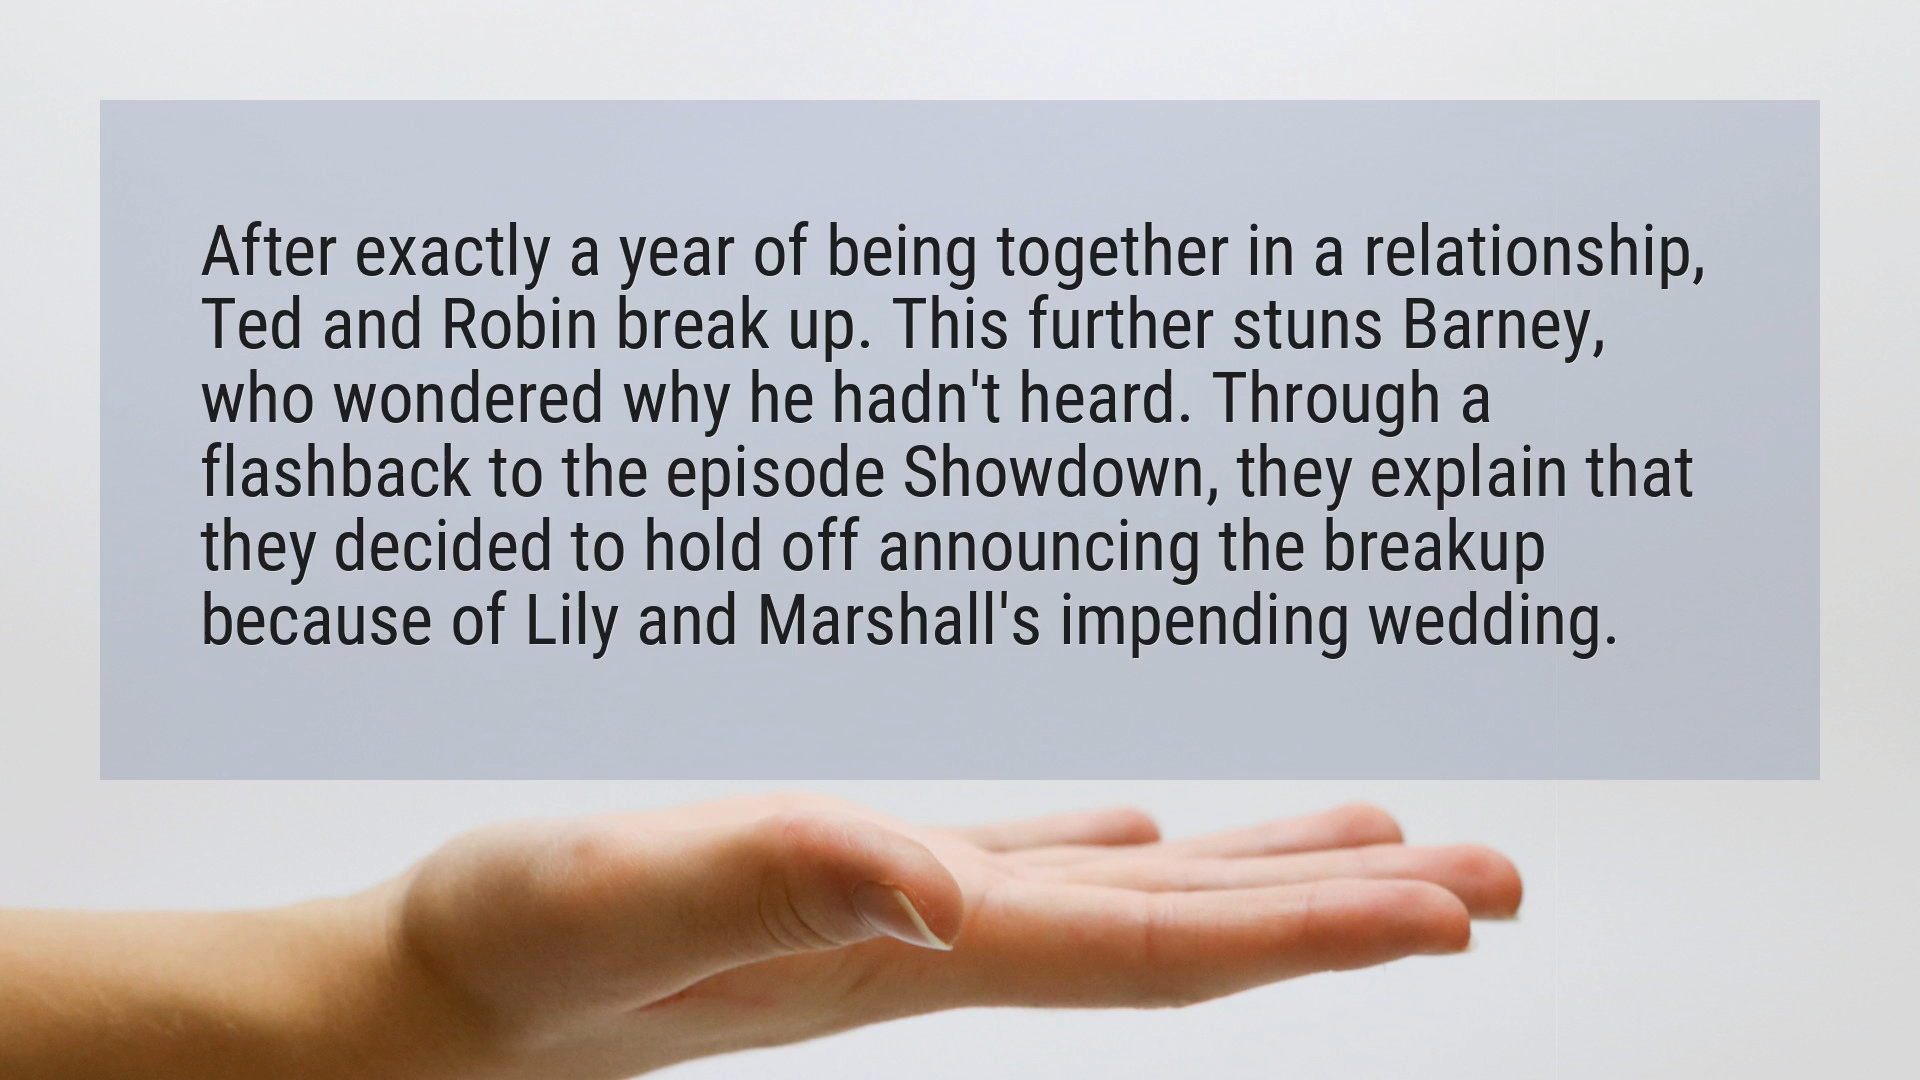 After exactly a year of being together in a relationship,
Ted and Robin break up. This further stuns Barney,
who wondered why he hadn't heard. Through a
flashback to the episode Showdown, they explain that
they decided to hold off announcing the breakup
because of Lily and Marshall's impending wedding.